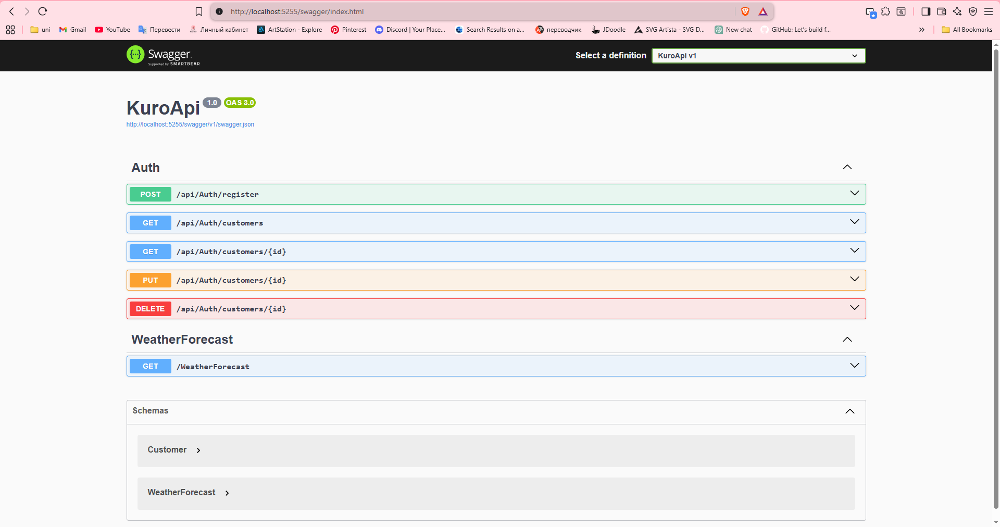 http://localhost:5255/swagger/index.html
uni
Gmail
YouTube
Перевести
Личный кабинет
ArtStation - Explore
Pinterest
Discord | Your Place...
Search Results on a...
переводчик
JDoodle
SVG Artista - SVG D...
New chat
GitHub: Let's build f...
All Bookmarks
Swagger
Supported by SMARTBEAR
Select a definition
KuroApi v1
KuroApi 1.0 OAS 3.0
http://localhost:5255/swagger/v1/swagger.json
Auth
POST /api/Auth/register
GET /api/Auth/customers
GET /api/Auth/customers/{id}
PUT /api/Auth/customers/{id}
DELETE /api/Auth/customers/{id}
WeatherForecast
GET /WeatherForecast
Schemas
Customer
WeatherForecast